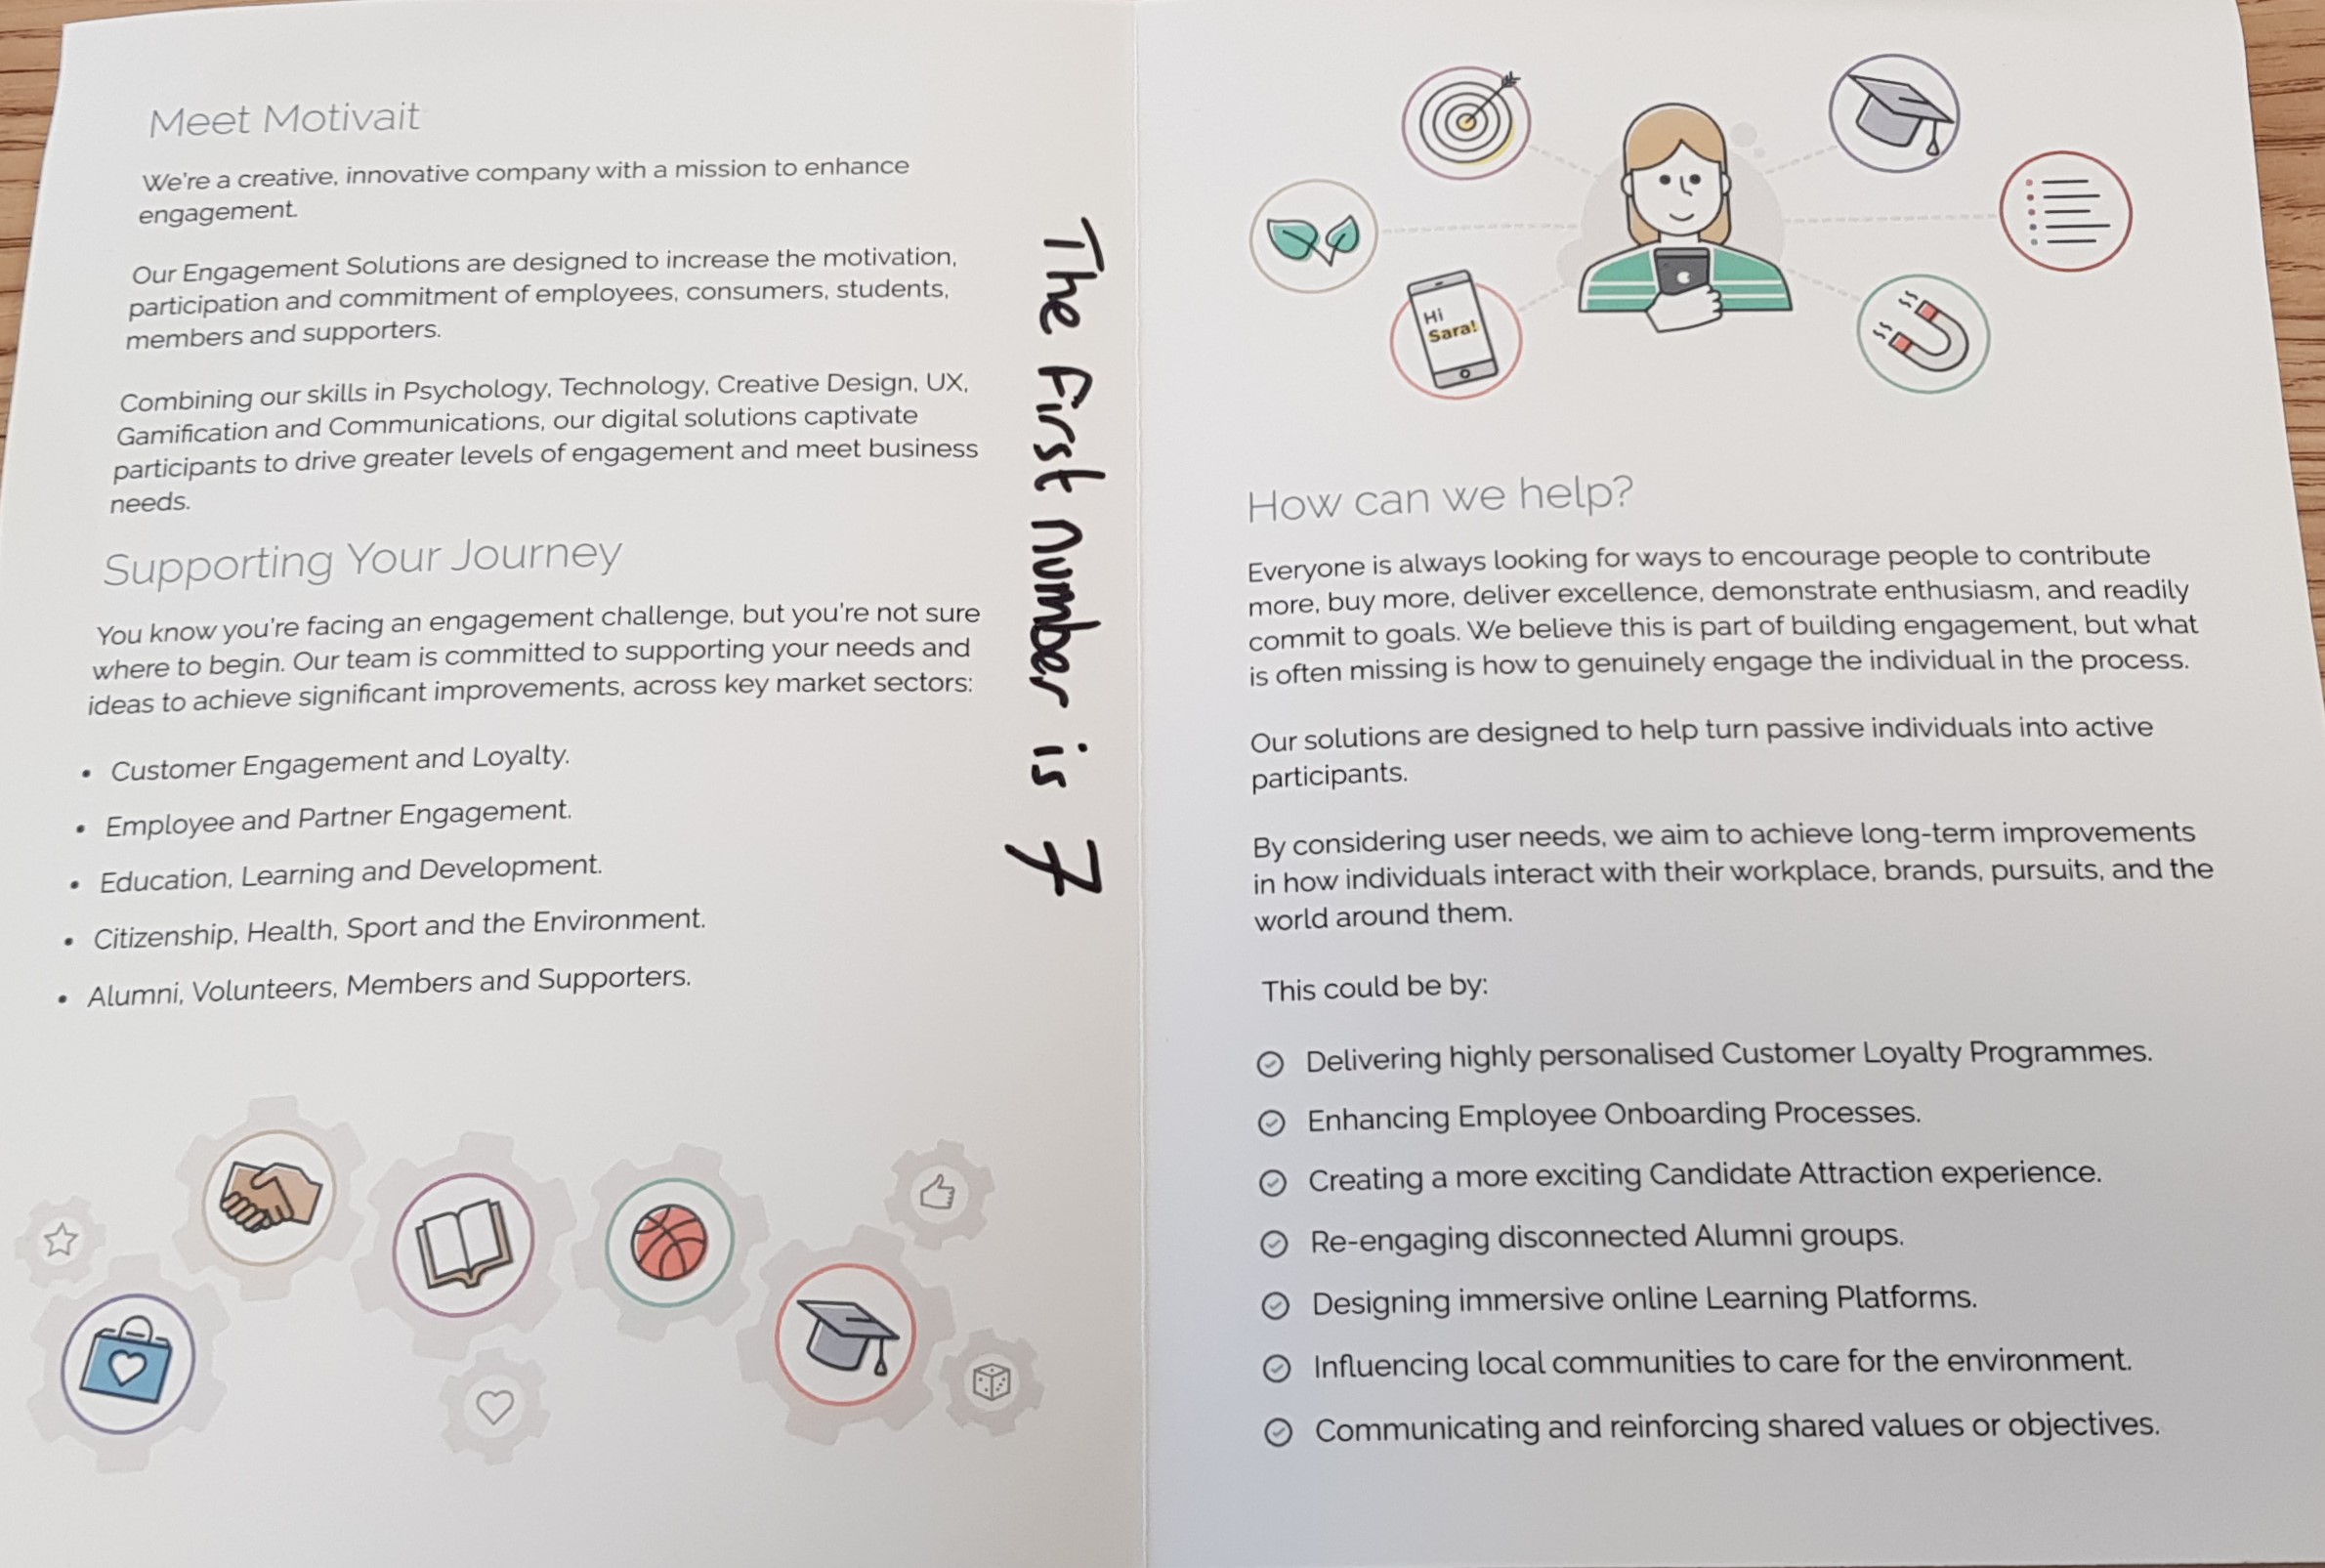 Meet Motivait
We're a creative, innovative company with a mission to enhance
engagement.
Our Engagement Solutions are designed to increase the motivation,
participation and commitment of employees, consumers, students,
members and supporters.
Combining our skills in Psychology, Technology, Creative Design, UX,
Gamification and Communications, our digital solutions captivate
participants to drive greater levels of engagement and meet business
needs.
Supporting Your Journey
You know you're facing an engagement challenge, but you're not sure
where to begin. Our team is committed to supporting your needs and
ideas to achieve significant improvements, across key market sectors:
• Customer Engagement and Loyalty.
• Employee and Partner Engagement.
• Education, Learning and Development.
• Citizenship, Health, Sport and the Environment.
• Alumni, Volunteers, Members and Supporters.
The First Number is 7
Hi
Sara!
How can we help?
Everyone is always looking for ways to encourage people to contribute
more, buy more, deliver excellence, demonstrate enthusiasm, and readily
commit to goals. We believe this is part of building engagement, but what
is often missing is how to genuinely engage the individual in the process.
Our solutions are designed to help turn passive individuals into active
participants.
By considering user needs, we aim to achieve long-term improvements
in how individuals interact with their workplace, brands, pursuits, and the
world around them.
This could be by:
Delivering highly personalised Customer Loyalty Programmes.
Enhancing Employee Onboarding Processes.
Creating a more exciting Candidate Attraction experience.
Re-engaging disconnected Alumni groups.
Designing immersive online Learning Platforms.
Influencing local communities to care for the environment.
Communicating and reinforcing shared values or objectives.